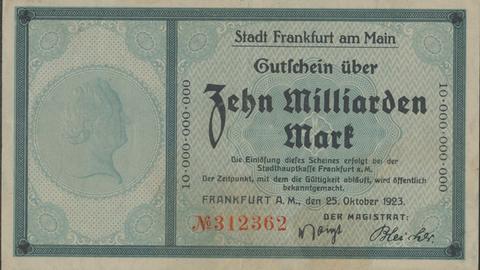 Stadt Frankfurt am Main
Gutschein über
Zehn Milliarden
Mark
Die Einlösung dieses Scheines erfolgt bei der
Stadthauptkasse Frankfurt a. M.
Der Zeitpunkt, mit dem die Gültigkeit abläuft, wird öffentlich
bekanntgemacht.
FRANKFURT A. M., den 25. Oktober 1923.
DER MAGISTRAT:
№312362
Voigt
10·000·000·000
10·000·000·000